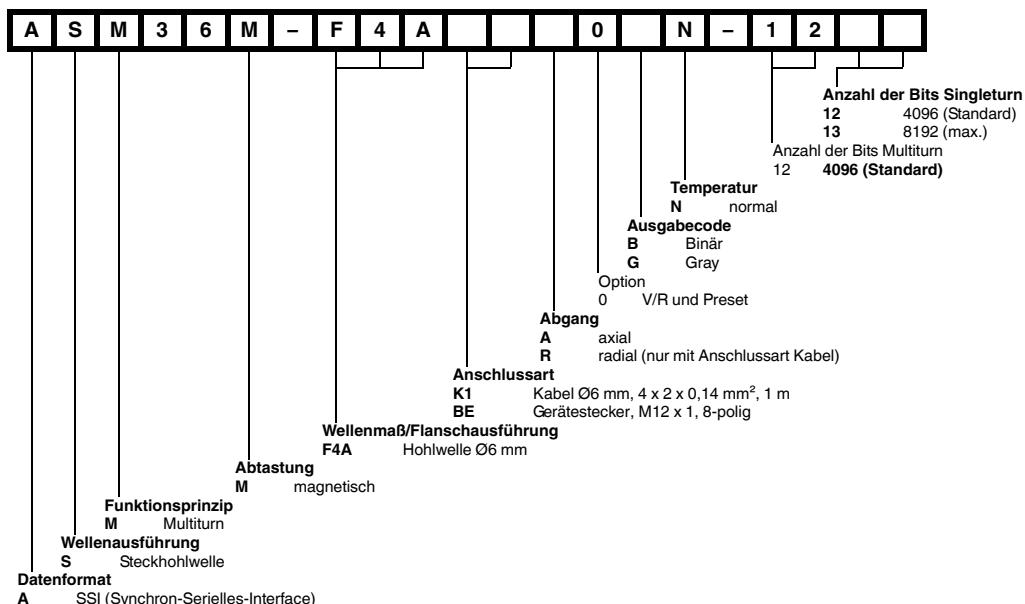 A S M 3 6 M – F 4 A 0 N – 1 2
Anzahl der Bits Singleturn
12 4096 (Standard)
13 8192 (max.)
Anzahl der Bits Multiturn
12 4096 (Standard)
Temperatur
N normal
Ausgabecode
B Binär
G Gray
Option
0 V/R und Preset
Abgang
A axial
R radial (nur mit Anschlussart Kabel)
Anschlussart
K1 Kabel Ø6 mm, 4 x 2 x 0,14 mm², 1 m
BE Gerätestecker, M12 x 1, 8-polig
Wellenmaß/Flanschausführung
F4A Hohlwelle Ø6 mm
Abtastung
M magnetisch
Funktionsprinzip
M Multiturn
Wellenausführung
S Steckhohlwelle
Datenformat
A SSI (Synchron-Serielles-Interface)